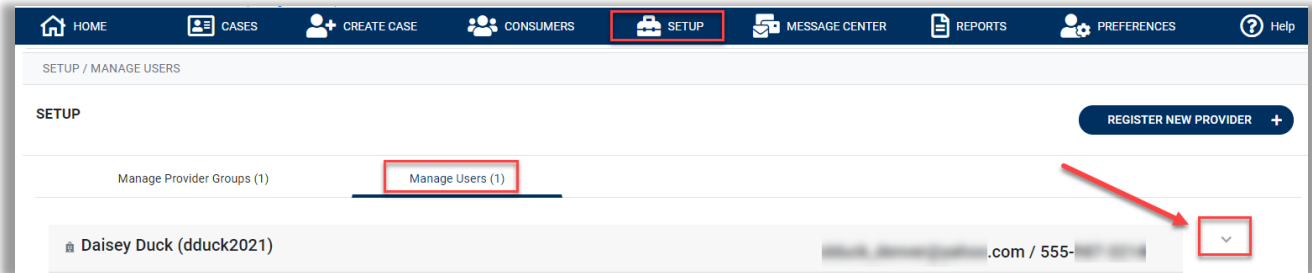 HOME CASES CREATE CASE CONSUMERS SETUP MESSAGE CENTER REPORTS PREFERENCES ? Help
SETUP / MANAGE USERS
SETUP
REGISTER NEW PROVIDER +
Manage Provider Groups (1) Manage Users (1)
Daisey Duck (dduck2021) .com / 555-